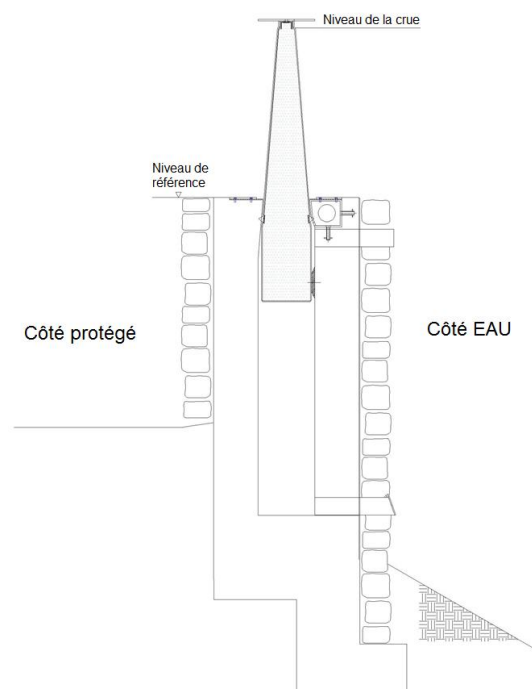 Niveau de la crue
Niveau de
référence
Côté protégé
Côté EAU